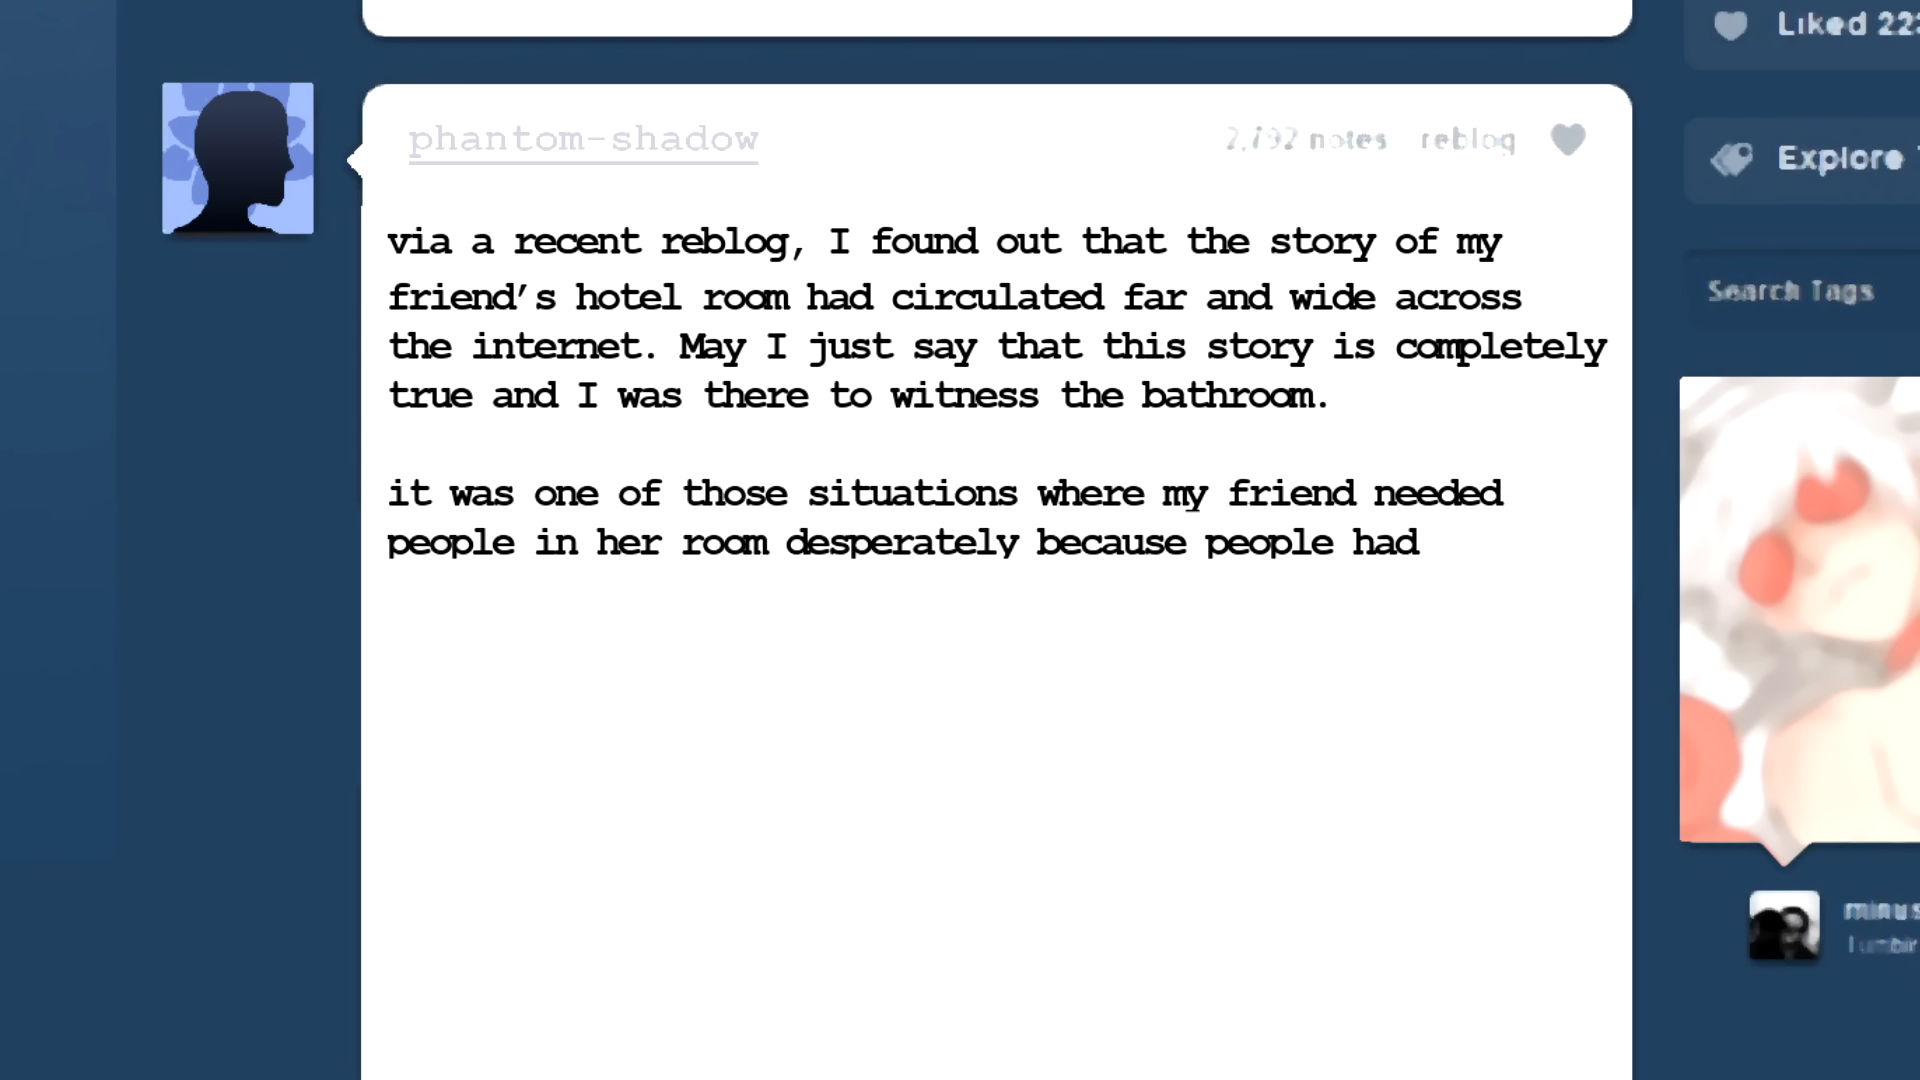 Liked 22
phantom-shadow
notes reblog
Explore
via a recent reblog, I found out that the story of my
friend's hotel room had circulated far and wide across
the internet. May I just say that this story is completely
true and I was there to witness the bathroom.
Search Tags
it was one of those situations where my friend needed
people in her room desperately because people had
minus